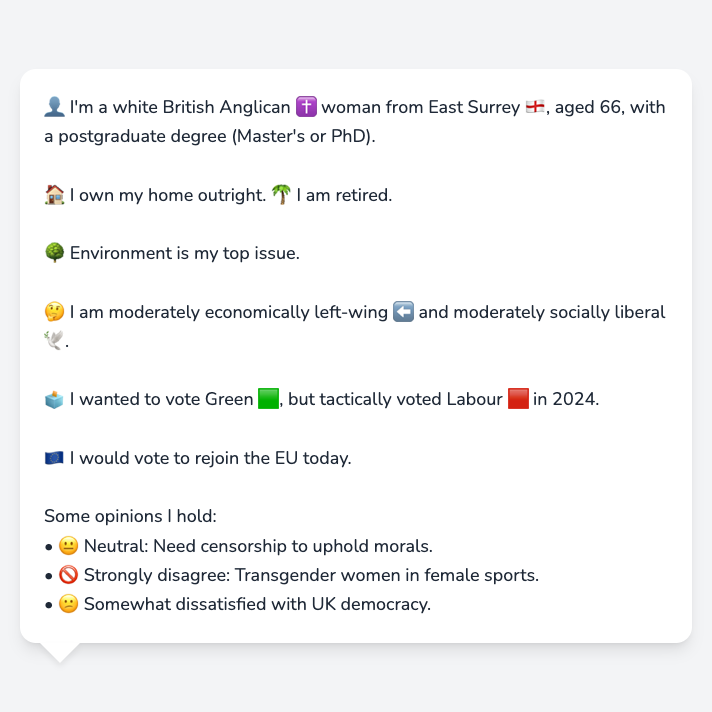 👤 I'm a white British Anglican ✝️ woman from East Surrey 🏴󠁧󠁢󠁥󠁮󠁧󠁿, aged 66, with
a postgraduate degree (Master's or PhD).
🏠 I own my home outright. 🌴 I am retired.
🌳 Environment is my top issue.
🤔 I am moderately economically left-wing ⬅️ and moderately socially liberal
🕊️.
🗳️ I wanted to vote Green 🟩, but tactically voted Labour 🟥 in 2024.
🇪🇺 I would vote to rejoin the EU today.
Some opinions I hold:
• 😐 Neutral: Need censorship to uphold morals.
• 🚫 Strongly disagree: Transgender women in female sports.
• 😕 Somewhat dissatisfied with UK democracy.